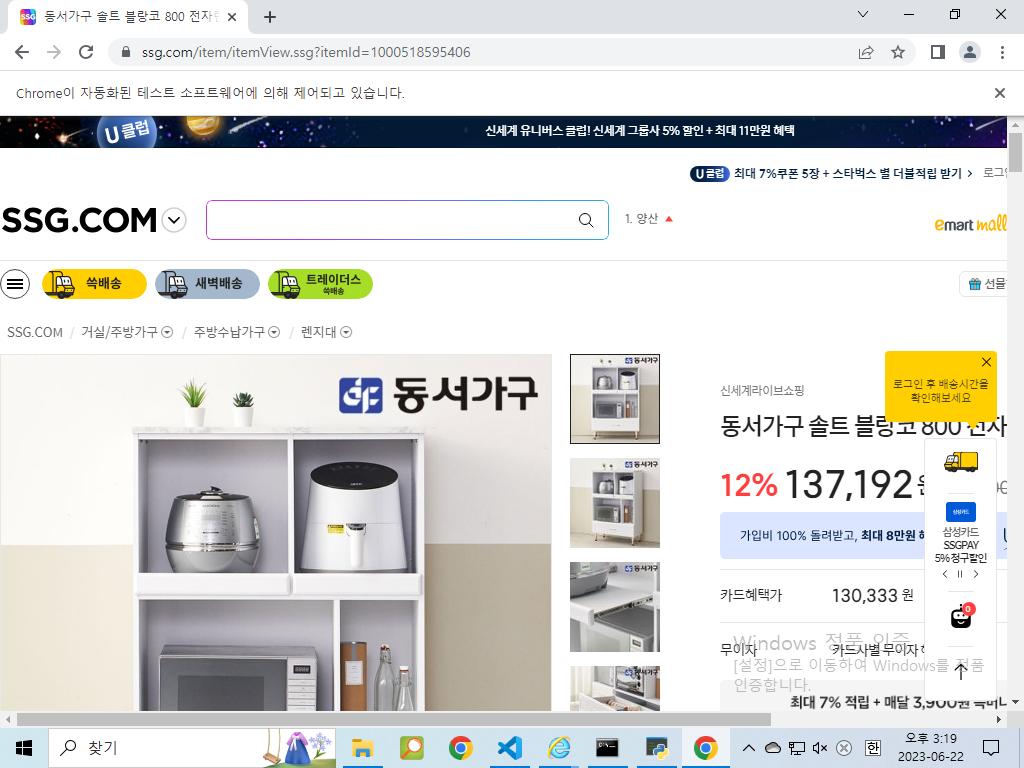 동서가구 솔트 블랑코 800 전자렌
ssg.com/item/itemView.ssg?itemId=1000518595406
Chrome이 자동화된 테스트 소프트웨어에 의해 제어되고 있습니다.
U 클럽
신세계 유니버스 클럽! 신세계 그룹사 5% 할인 + 최대 11만원 혜택
U 클럽 최대 7%쿠폰 5장 + 스타벅스 별 더블적립 받기 >
로그인
SSG.COM
1. 양산
emart mall
쓱배송
새벽배송
트레이더스
쓱배송
선물
SSG.COM / 거실/주방가구 / 주방수납가구 / 렌지대
동서가구
신세계라이브쇼핑
로그인 후 배송시간을
확인해보세요
동서가구 솔트 블랑코 800 전자
12% 137,192원
가입비 100% 돌려받고, 최대 8만원 혜
삼성카드
삼성카드
SSGPAY
5% 청구할인
카드혜택가 130,333 원
0
무이자 카드사별 무이자
Windows 정품 인증
[설정]으로 이동하여 Windows를 정품
인증합니다.
최대 7% 적립 + 매달 3,900원 쓱머니
찾기
한
오후 3:19
2023-06-22